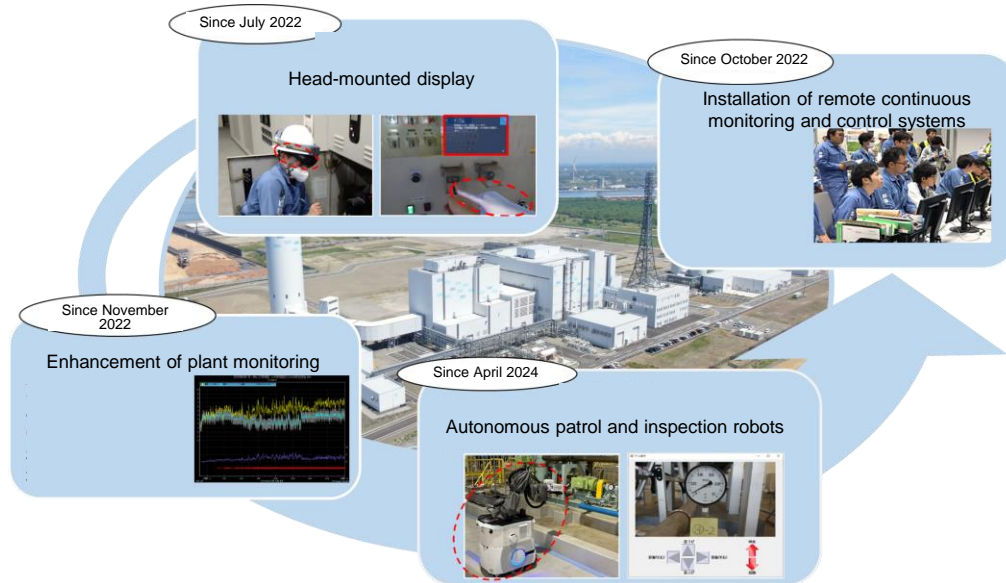 Since July 2022
Head-mounted display
Since October 2022
Installation of remote continuous
monitoring and control systems
Since November
2022
Enhancement of plant monitoring
Since April 2024
Autonomous patrol and inspection robots